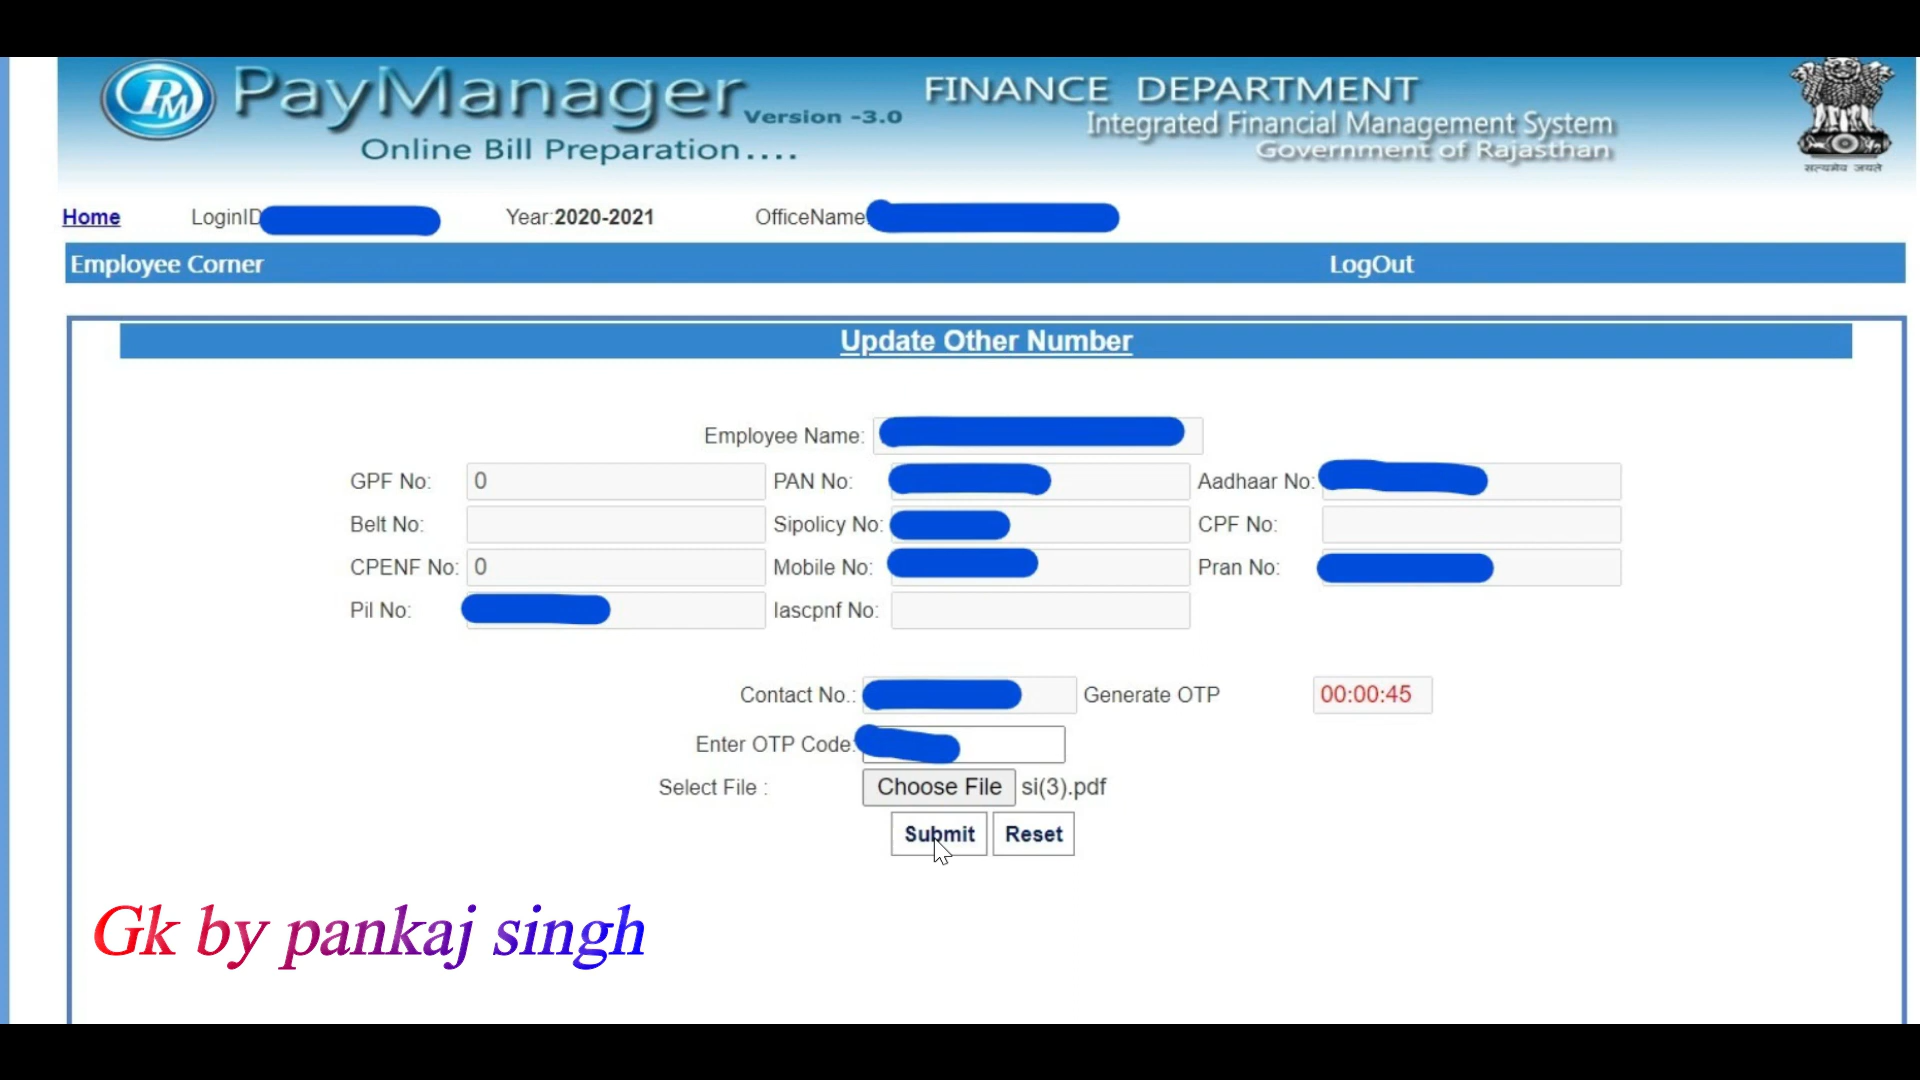 PM PayManager Version -3.0
Online Bill Preparation....
FINANCE DEPARTMENT
Integrated Financial Management System
Government of Rajasthan
सत्यमेव जयते
Home LoginID Year:2020-2021 OfficeName
Employee Corner LogOut
Update Other Number
Employee Name:
GPF No: 0 PAN No: Aadhaar No:
Belt No: Sipolicy No: CPF No:
CPENF No: 0 Mobile No: Pran No:
Pil No: Iascpnf No:
Contact No.: Generate OTP 00:00:45
Enter OTP Code:
Select File : Choose File si(3).pdf
Submit Reset
Gk by pankaj singh